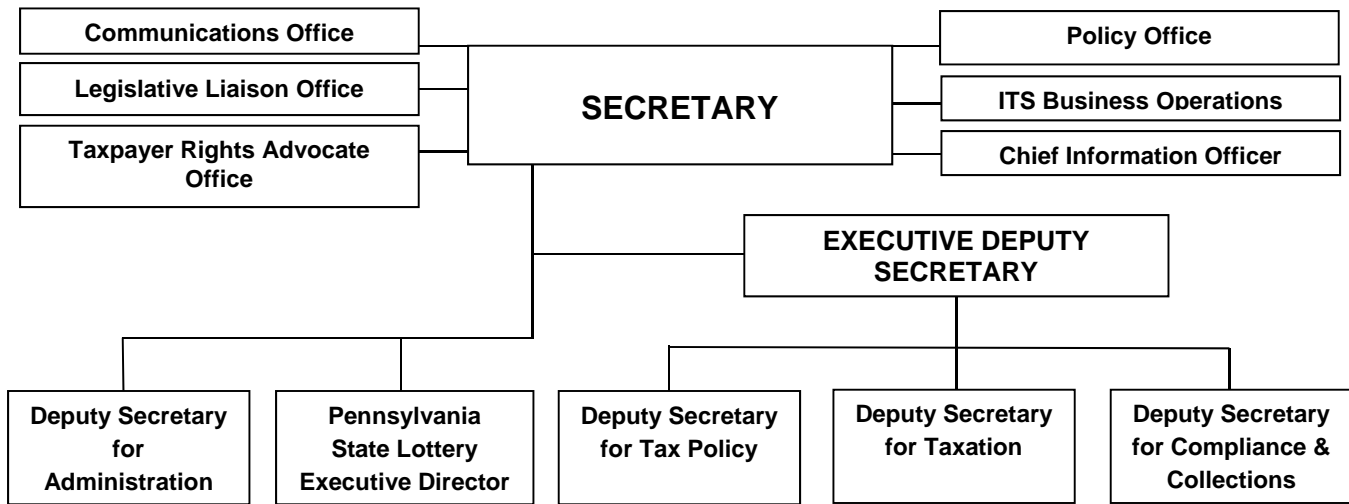 Communications Office
Legislative Liaison Office
Taxpayer Rights Advocate
Office
SECRETARY
Policy Office
ITS Business Operations
Chief Information Officer
EXECUTIVE DEPUTY
SECRETARY
Deputy Secretary
for
Administration
Pennsylvania
State Lottery
Executive Director
Deputy Secretary
for Tax Policy
Deputy Secretary
for Taxation
Deputy Secretary
for Compliance &
Collections